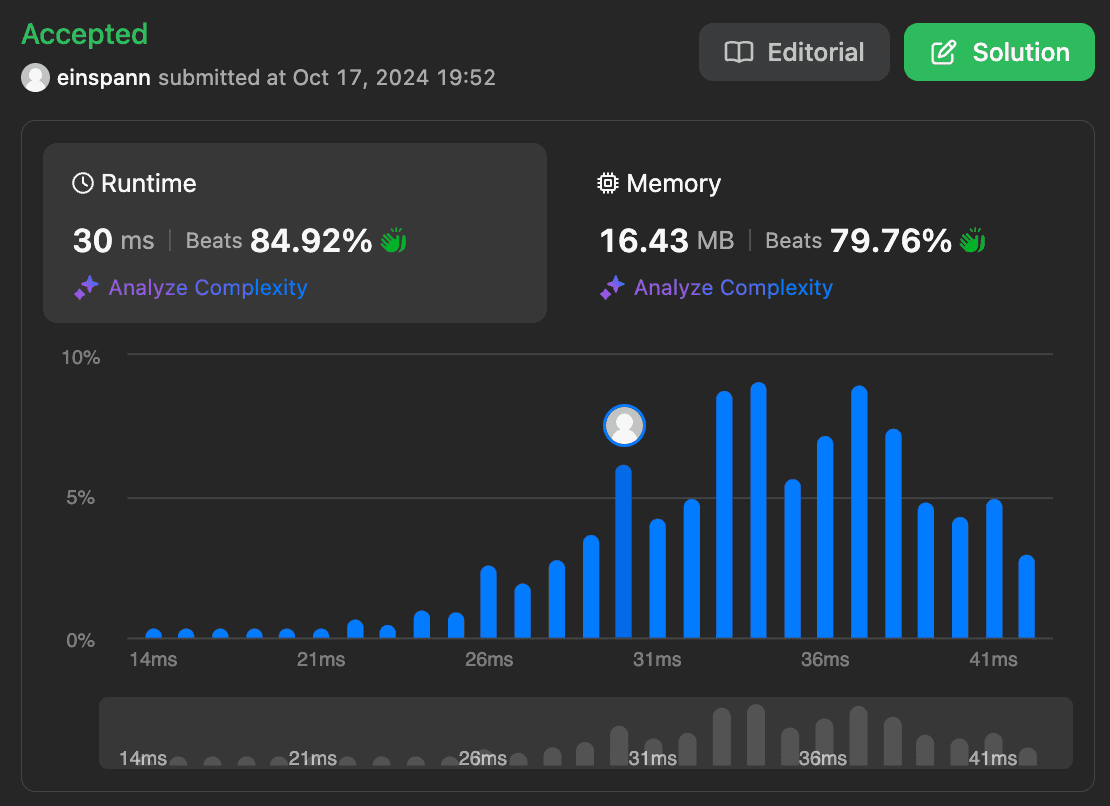 Accepted
Editorial
Solution
einspann submitted at Oct 17, 2024 19:52
Runtime
30 ms | Beats 84.92%
Analyze Complexity
Memory
16.43 MB | Beats 79.76%
Analyze Complexity
10%
5%
0%
14ms 21ms 26ms 31ms 36ms 41ms
14ms 21ms 26ms 31ms 36ms 41ms